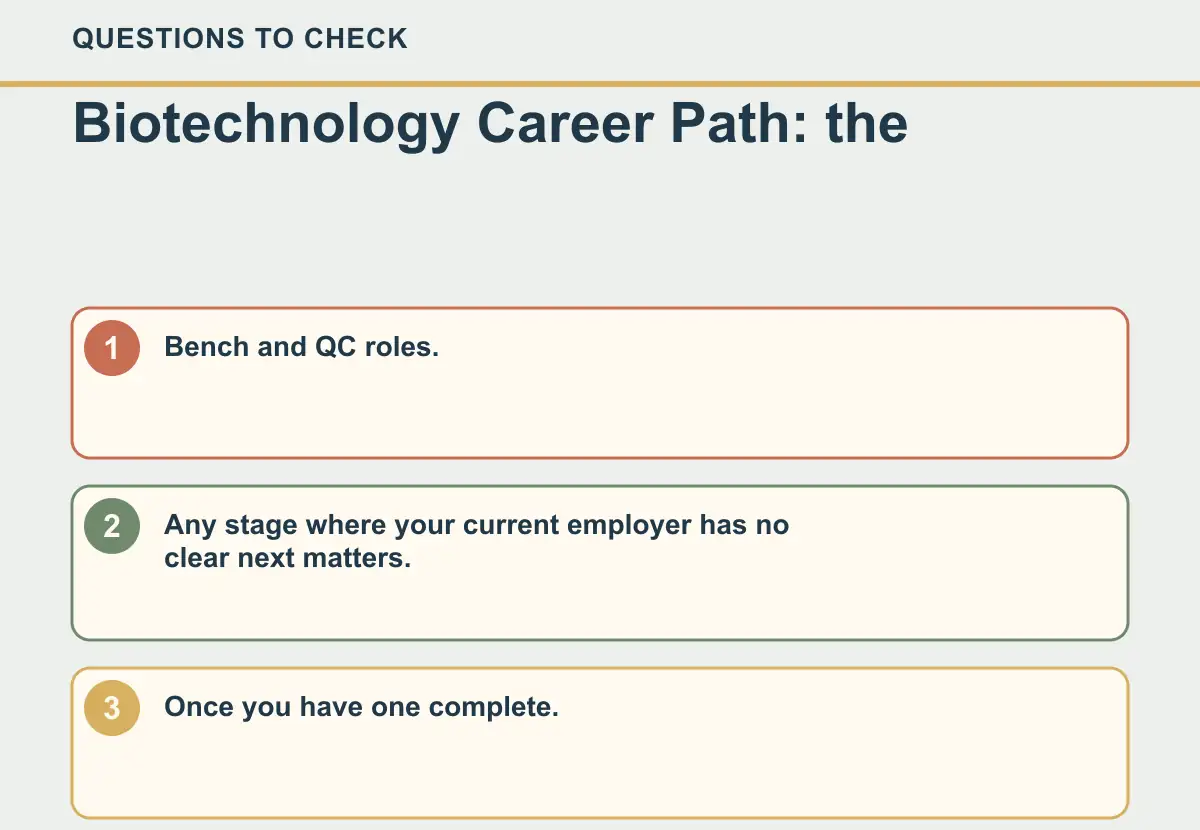 QUESTIONS TO CHECK
Biotechnology Career Path: the
1
Bench and QC roles.
2
Any stage where your current employer has no
clear next matters.
3
Once you have one complete.